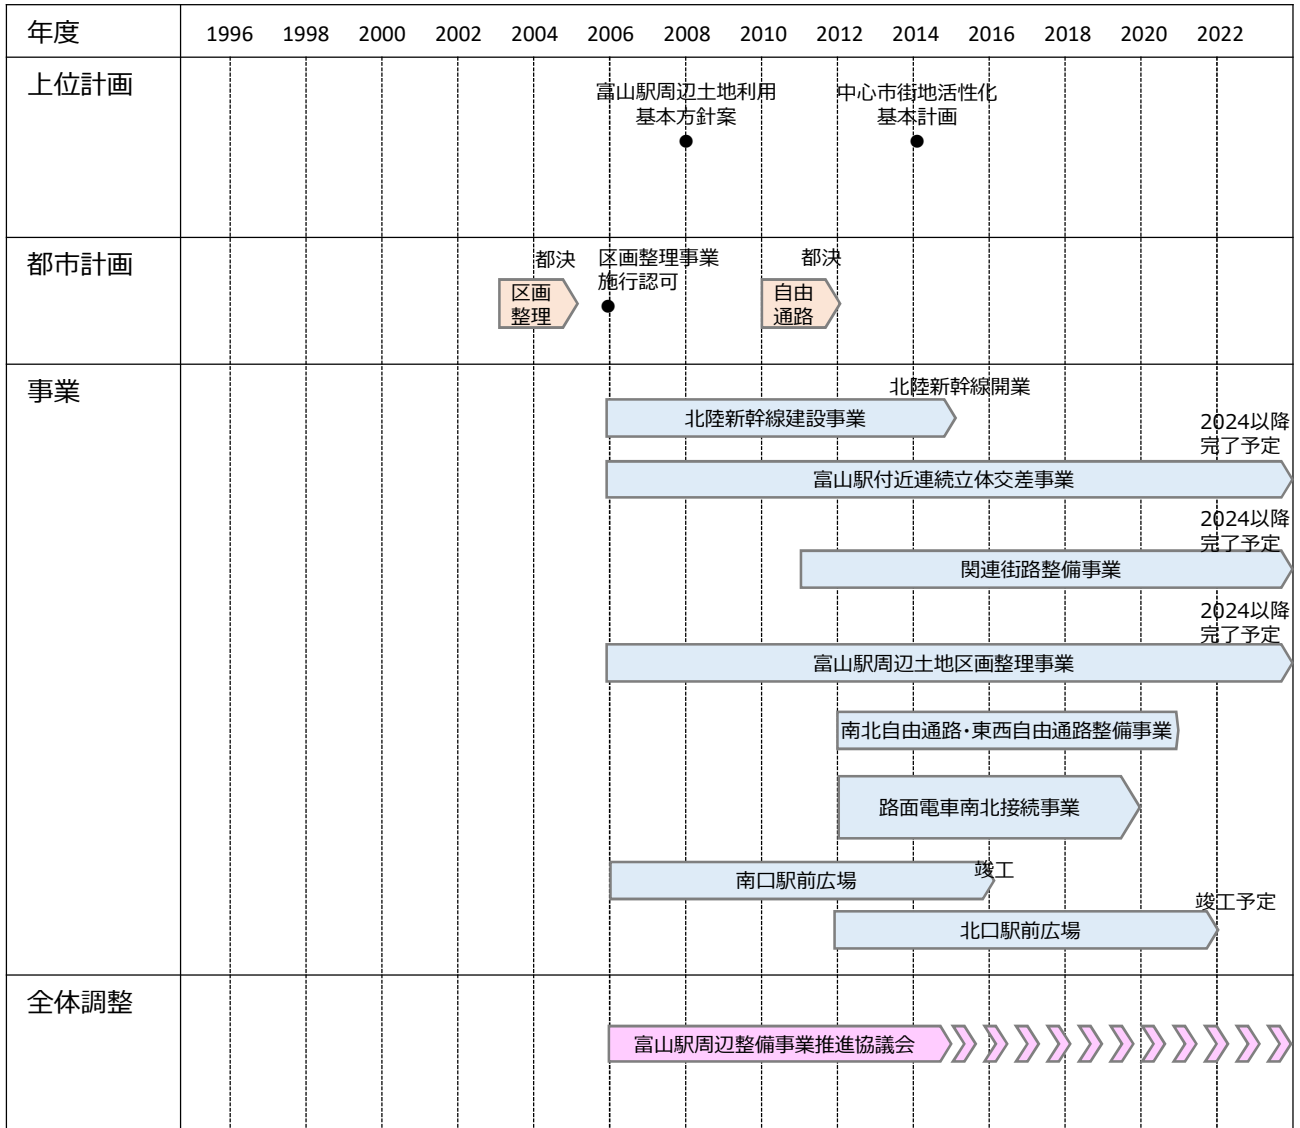 年度 1996 1998 2000 2002 2004 2006 2008 2010 2012 2014 2016 2018 2020 2022
上位計画
富山駅周辺土地利用
基本方針案
中心市街地活性化
基本計画
都市計画
都決
区画
整理
区画整理事業
施行認可
都決
自由
通路
事業
北陸新幹線開業
北陸新幹線建設事業
2024以降
完了予定
富山駅付近連続立体交差事業
2024以降
完了予定
関連街路整備事業
2024以降
完了予定
富山駅周辺土地区画整理事業
南北自由通路・東西自由通路整備事業
路面電車南北接続事業
竣工
南口駅前広場
竣工予定
北口駅前広場
全体調整
富山駅周辺整備事業推進協議会